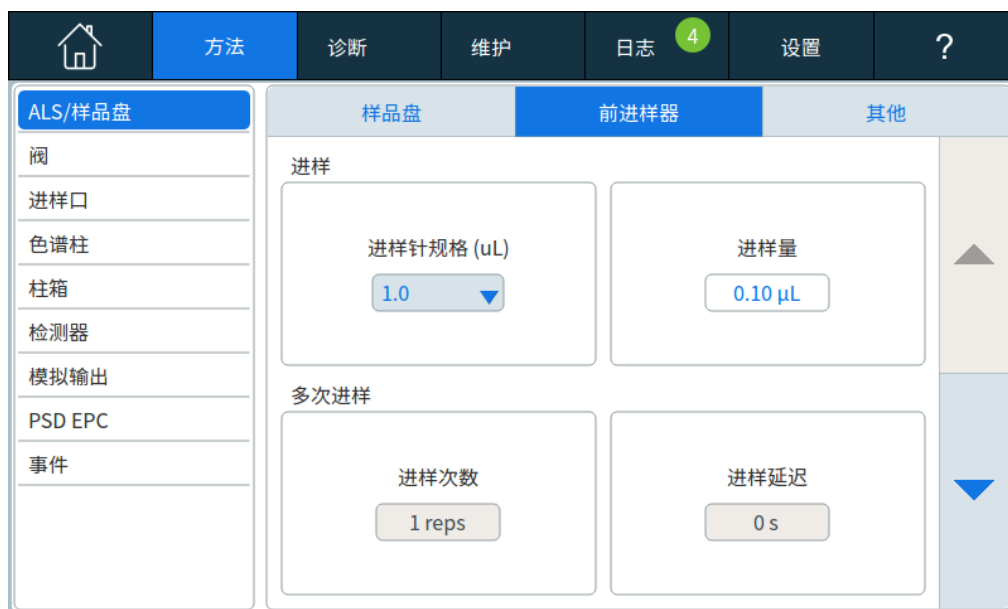 方法
诊断
维护
日志
4
设置
?
ALS/样品盘
阀
进样口
色谱柱
柱箱
检测器
模拟输出
PSD EPC
事件
样品盘
前进样器
其他
进样
进样针规格 (uL)
1.0
进样量
0.10 µL
多次进样
进样次数
1 reps
进样延迟
0 s